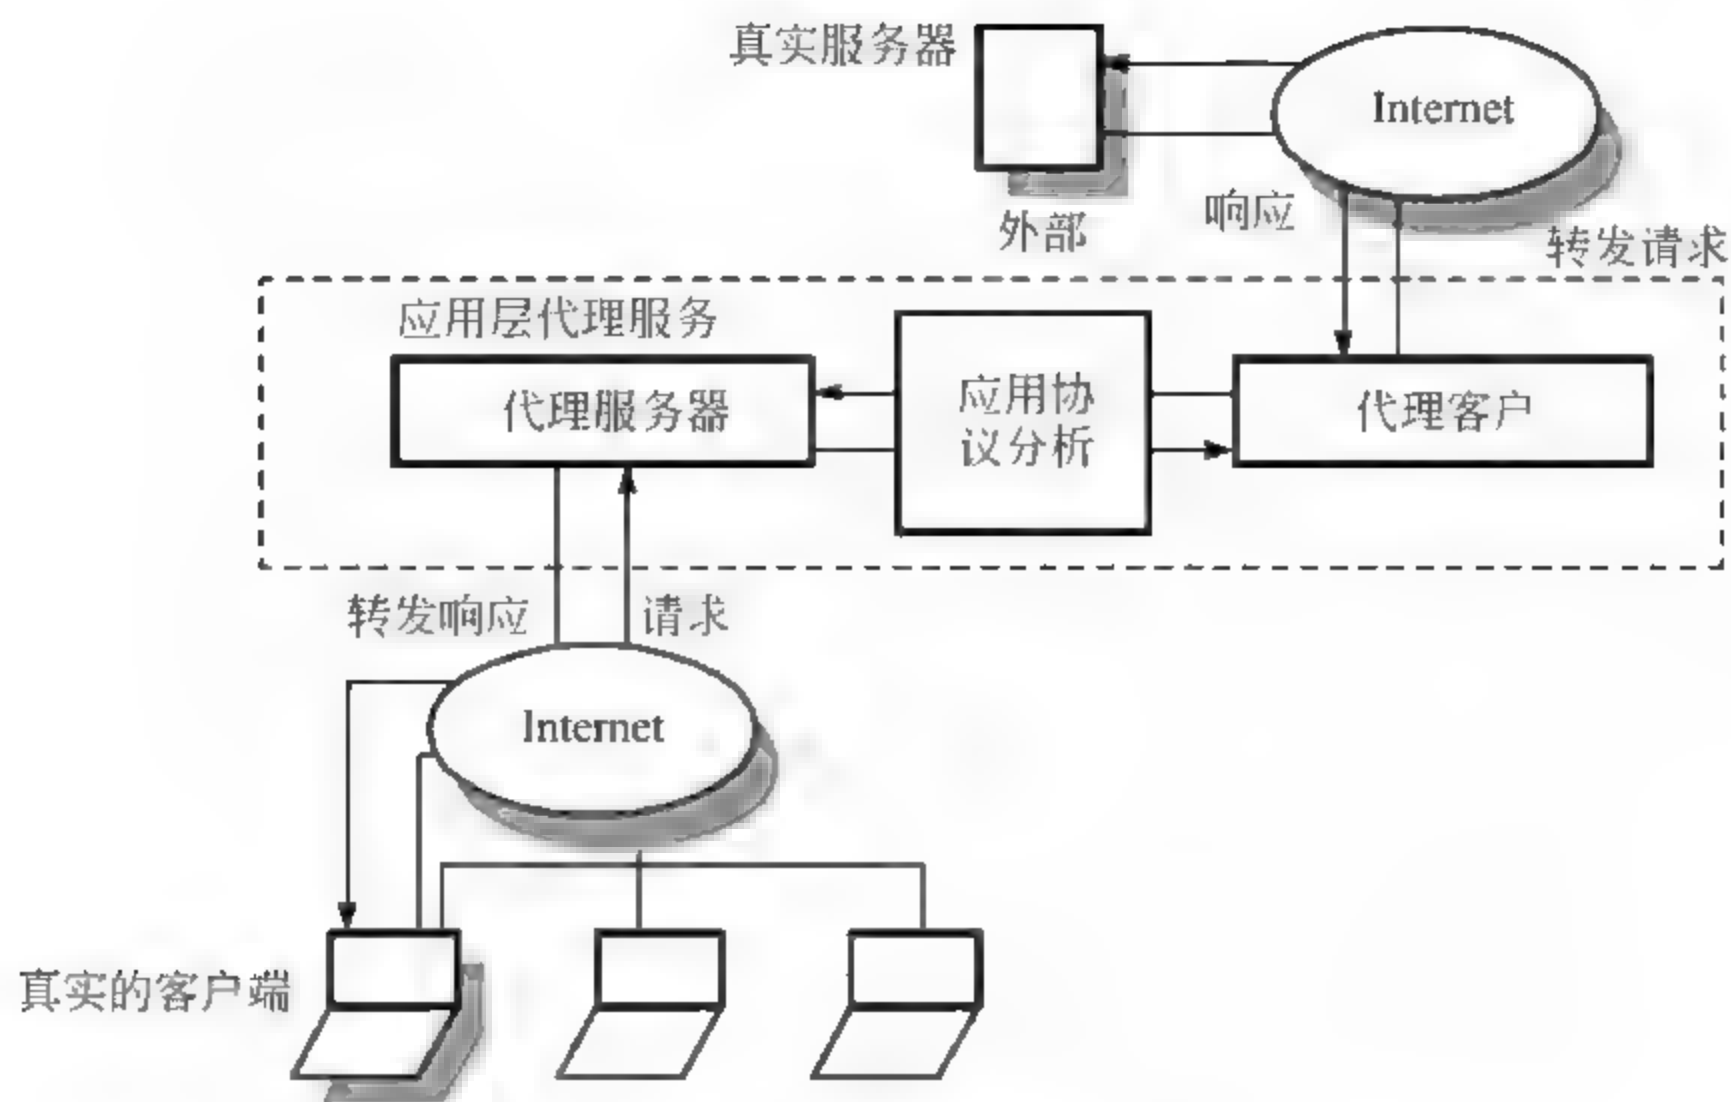 真实服务器
Internet
外部
响应
转发请求
应用层代理服务
代理服务器
应用协
议分析
代理客户
转发响应
请求
Internet
真实的客户端